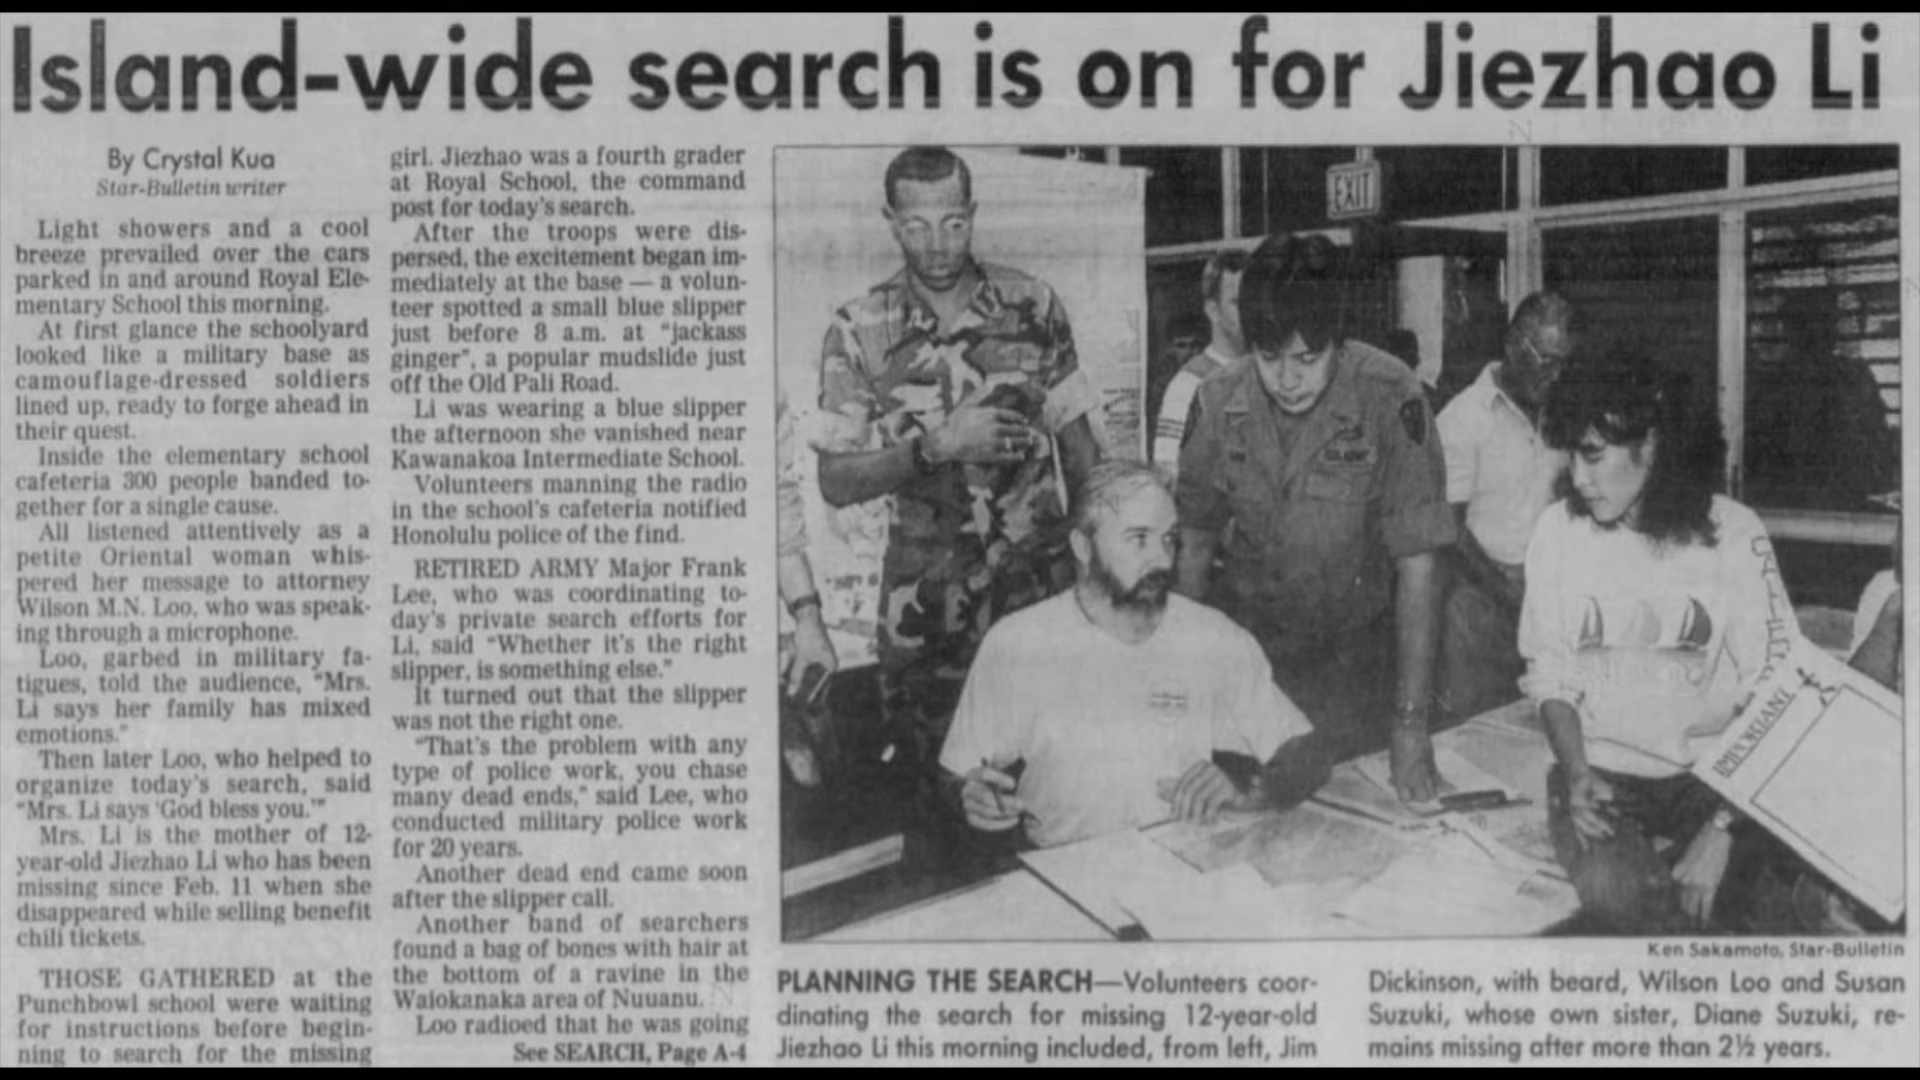 Island-wide search is on for Jiezhao Li
By Crystal Kua
Star-Bulletin writer
Light showers and a cool
breeze prevailed over the cars
parked in and around Royal Ele-
mentary School this morning.
At first glance the schoolyard
looked like a military base as
camouflage-dressed soldiers
lined up, ready to forge ahead in
their quest.
Inside the elementary school
cafeteria 300 people banded to-
gether for a single cause.
All listened attentively as a
petite Oriental woman whis-
pered her message to attorney
Wilson M.N. Loo, who was speak-
ing through a microphone.
Loo, garbed in military fa-
tigues, told the audience, "Mrs.
Li says her family has mixed
emotions."
Then later Loo, who helped to
organize today's search, said
"Mrs. Li says 'God bless you.'"
Mrs. Li is the mother of 12-
year-old Jiezhao Li who has been
missing since Feb. 11 when she
disappeared while selling benefit
chili tickets.
THOSE GATHERED at the
Punchbowl school were waiting
for instructions before begin-
ning to search for the missing
girl. Jiezhao was a fourth grader
at Royal School, the command
post for today's search.
After the troops were dis-
persed, the excitement began im-
mediately at the base — a volun-
teer spotted a small blue slipper
just before 8 a.m. at "jackass
ginger", a popular mudslide just
off the Old Pali Road.
Li was wearing a blue slipper
the afternoon she vanished near
Kawanakoa Intermediate School.
Volunteers manning the radio
in the school's cafeteria notified
Honolulu police of the find.
RETIRED ARMY Major Frank
Lee, who was coordinating to-
day's private search efforts for
Li, said "Whether it's the right
slipper, is something else."
It turned out that the slipper
was not the right one.
"That's the problem with any
type of police work, you chase
many dead ends," said Lee, who
conducted military police work
for 20 years.
Another dead end came soon
after the slipper call.
Another band of searchers
found a bag of bones with hair at
the bottom of a ravine in the
Waiokanaka area of Nuuanu.
Loo radioed that he was going
See SEARCH, Page A-4
EXIT
IMPORTANT
Ken Sakamoto, Star-Bulletin
PLANNING THE SEARCH—Volunteers coor-
dinating the search for missing 12-year-old
Jiezhao Li this morning included, from left, Jim
Dickinson, with beard, Wilson Loo and Susan
Suzuki, whose own sister, Diane Suzuki, re-
mains missing after more than 2½ years.